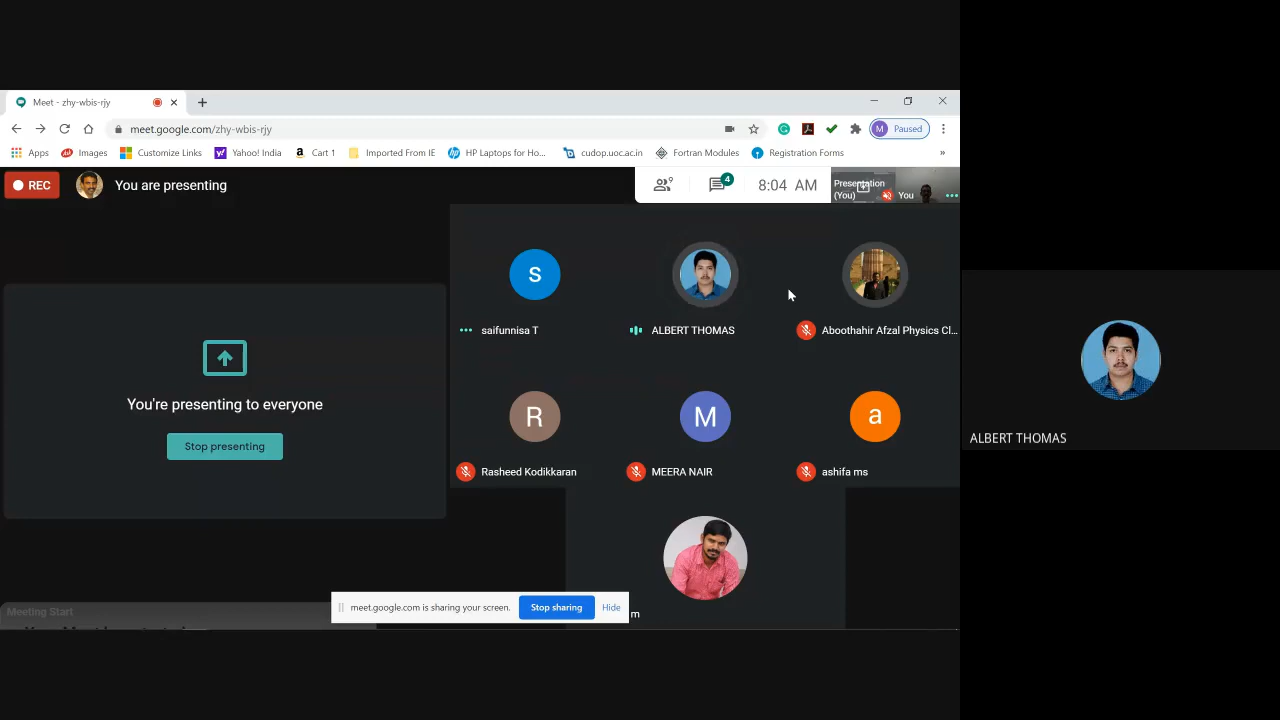 Meet - zhy-wbis-rjy
meet.google.com/zhy-wbis-rjy
M Paused
Apps Images Customize Links Yahoo! India Cart 1 Imported From IE HP Laptops for Ho... cudop.uoc.ac.in Fortran Modules Registration Forms »
REC You are presenting 9 4 8:04 AM Presentation (You) You
s
saifunnisa T
ALBERT THOMAS
Aboothahir Afzal Physics Cl...
You're presenting to everyone
Stop presenting
R
Rasheed Kodikkaran
M
MEERA NAIR
a
ashifa ms
ALBERT THOMAS
Meeting Start
meet.google.com is sharing your screen. Stop sharing Hide
m